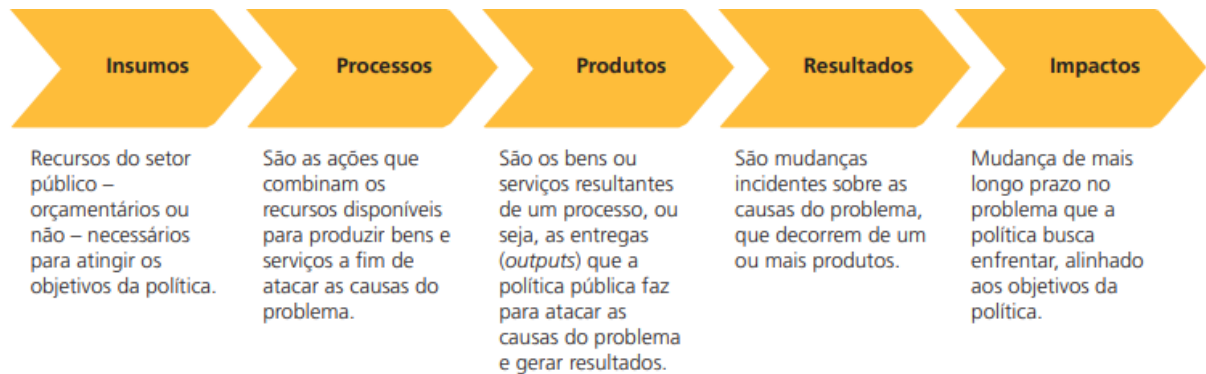 Insumos
Processos
Produtos
Resultados
Impactos
Recursos do setor
público –
orçamentários ou
não – necessários
para atingir os
objetivos da política.
São as ações que
combinam os
recursos disponíveis
para produzir bens e
serviços a fim de
atacar as causas do
problema.
São os bens ou
serviços resultantes
de um processo, ou
seja, as entregas
(outputs) que a
política pública faz
para atacar as
causas do problema
e gerar resultados.
São mudanças
incidentes sobre as
causas do problema,
que decorrem de um
ou mais produtos.
Mudança de mais
longo prazo no
problema que a
política busca
enfrentar, alinhado
aos objetivos da
política.